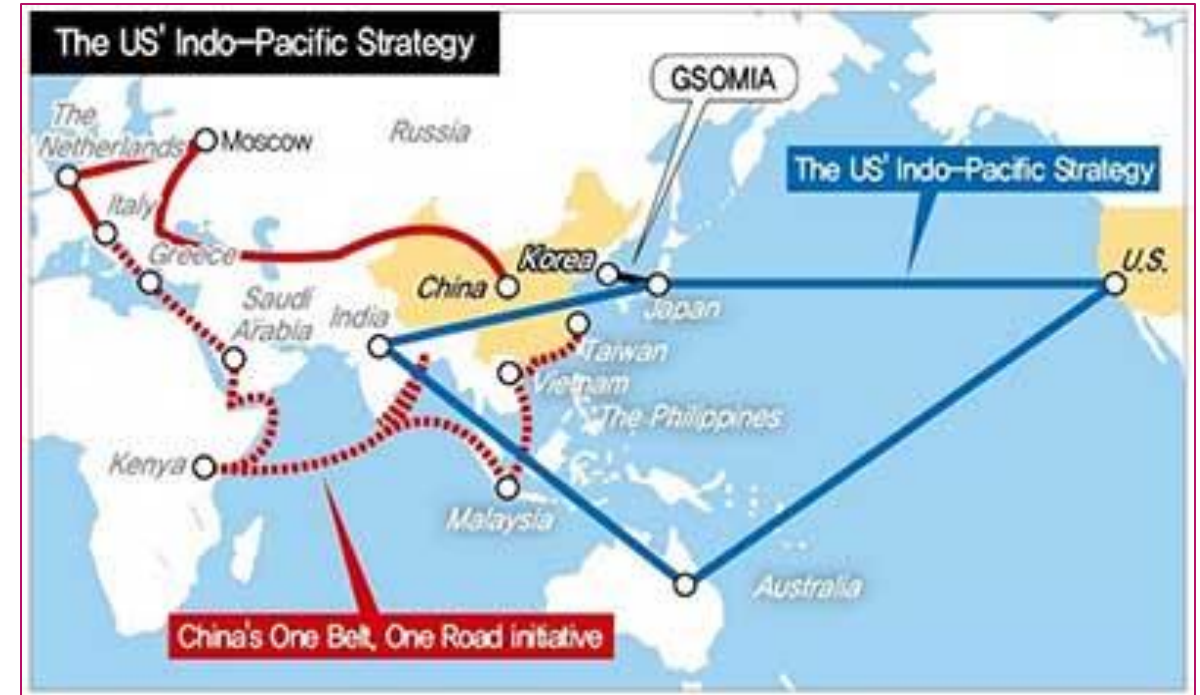 The US' Indo-Pacific Strategy
GSOMIA
The
Netherlands
Moscow
Russia
The US' Indo-Pacific Strategy
Italy
Greece
Korea
U.S.
China
Japan
Saudi
Arabia
India
Taiwan
Vietnam
The Philippines
Kenya
Malaysia
Australia
China's One Belt, One Road initiative